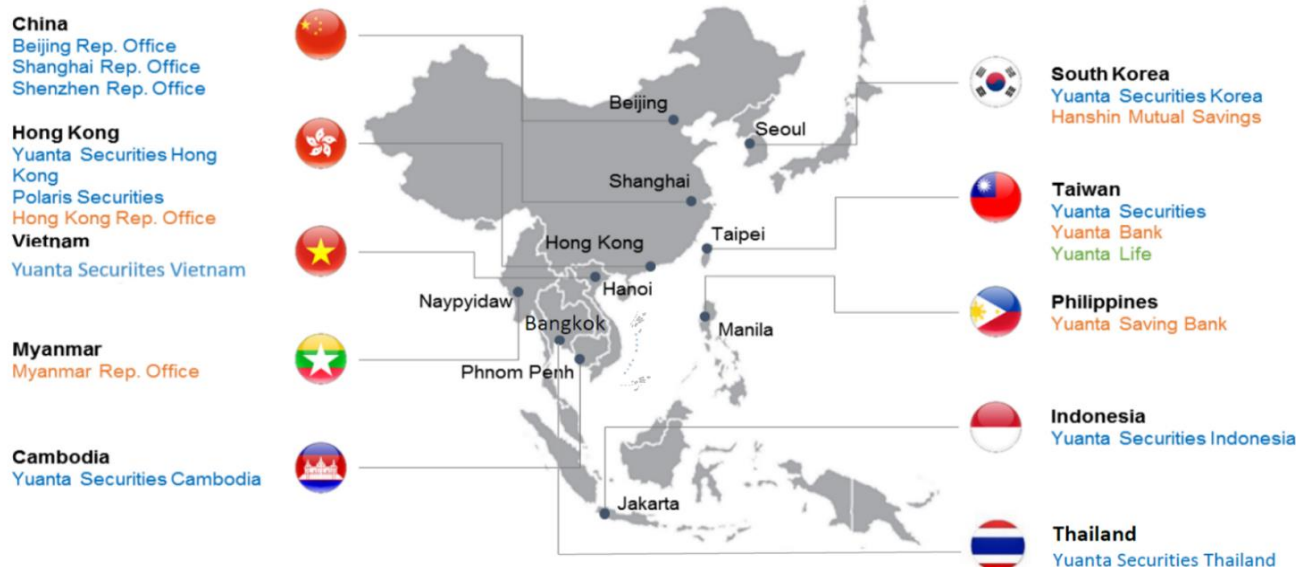 China
Beijing Rep. Office
Shanghai Rep. Office
Shenzhen Rep. Office
Hong Kong
Yuanta Securities Hong
Kong
Polaris Securities
Hong Kong Rep. Office
Vietnam
Yuanta Securiites Vietnam
Myanmar
Myanmar Rep. Office
Cambodia
Yuanta Securities Cambodia
Beijing
Seoul
Shanghai
Hong Kong
Taipei
Hanoi
Naypyidaw
Bangkok
Manila
Phnom Penh
Jakarta
South Korea
Yuanta Securities Korea
Hanshin Mutual Savings
Taiwan
Yuanta Securities
Yuanta Bank
Yuanta Life
Philippines
Yuanta Saving Bank
Indonesia
Yuanta Securities Indonesia
Thailand
Yuanta Securities Thailand